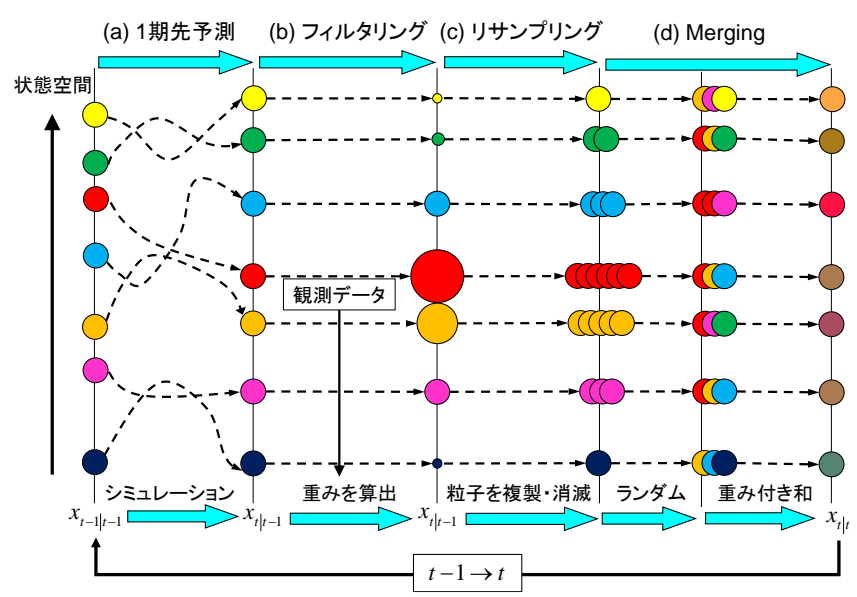 (a) 1期先予測
(b) フィルタリング
(c) リサンプリング
(d) Merging
状態空間
観測データ
シミュレーション
重みを算出
粒子を複製・消滅
ランダム
重み付き和
x_{t-1|t-1}
x_{t|t-1}
x_{t|t-1}
x_{t|t}
t−1→t